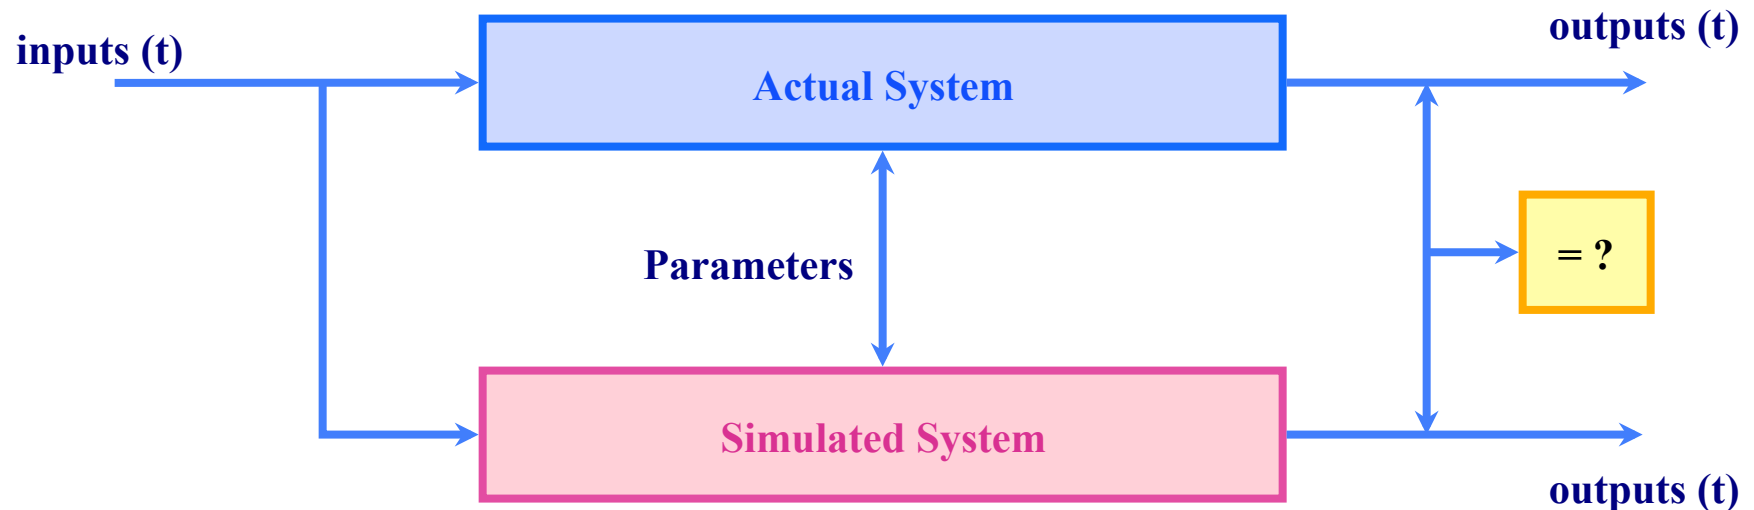 inputs (t)
outputs (t)
Actual System
= ?
Parameters
Simulated System
outputs (t)